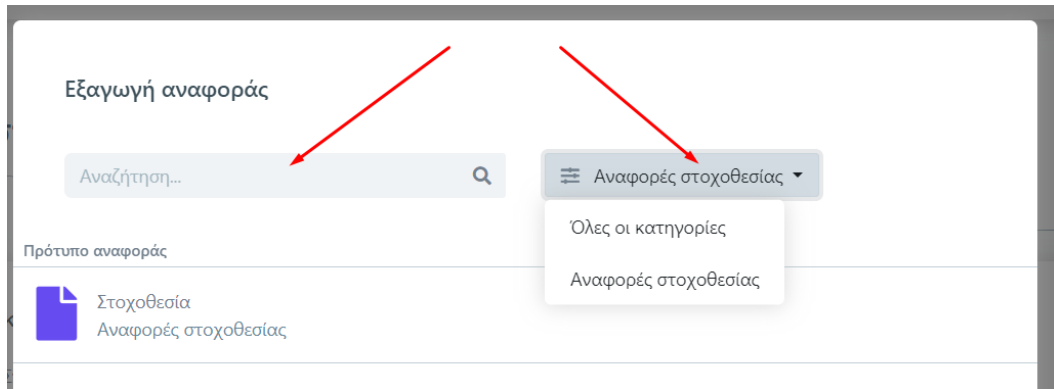 Εξαγωγή αναφοράς
Αναζήτηση...
Αναφορές στοχοθεσίας
Όλες οι κατηγορίες
Αναφορές στοχοθεσίας
Πρότυπο αναφοράς
Στοχοθεσία
Αναφορές στοχοθεσίας